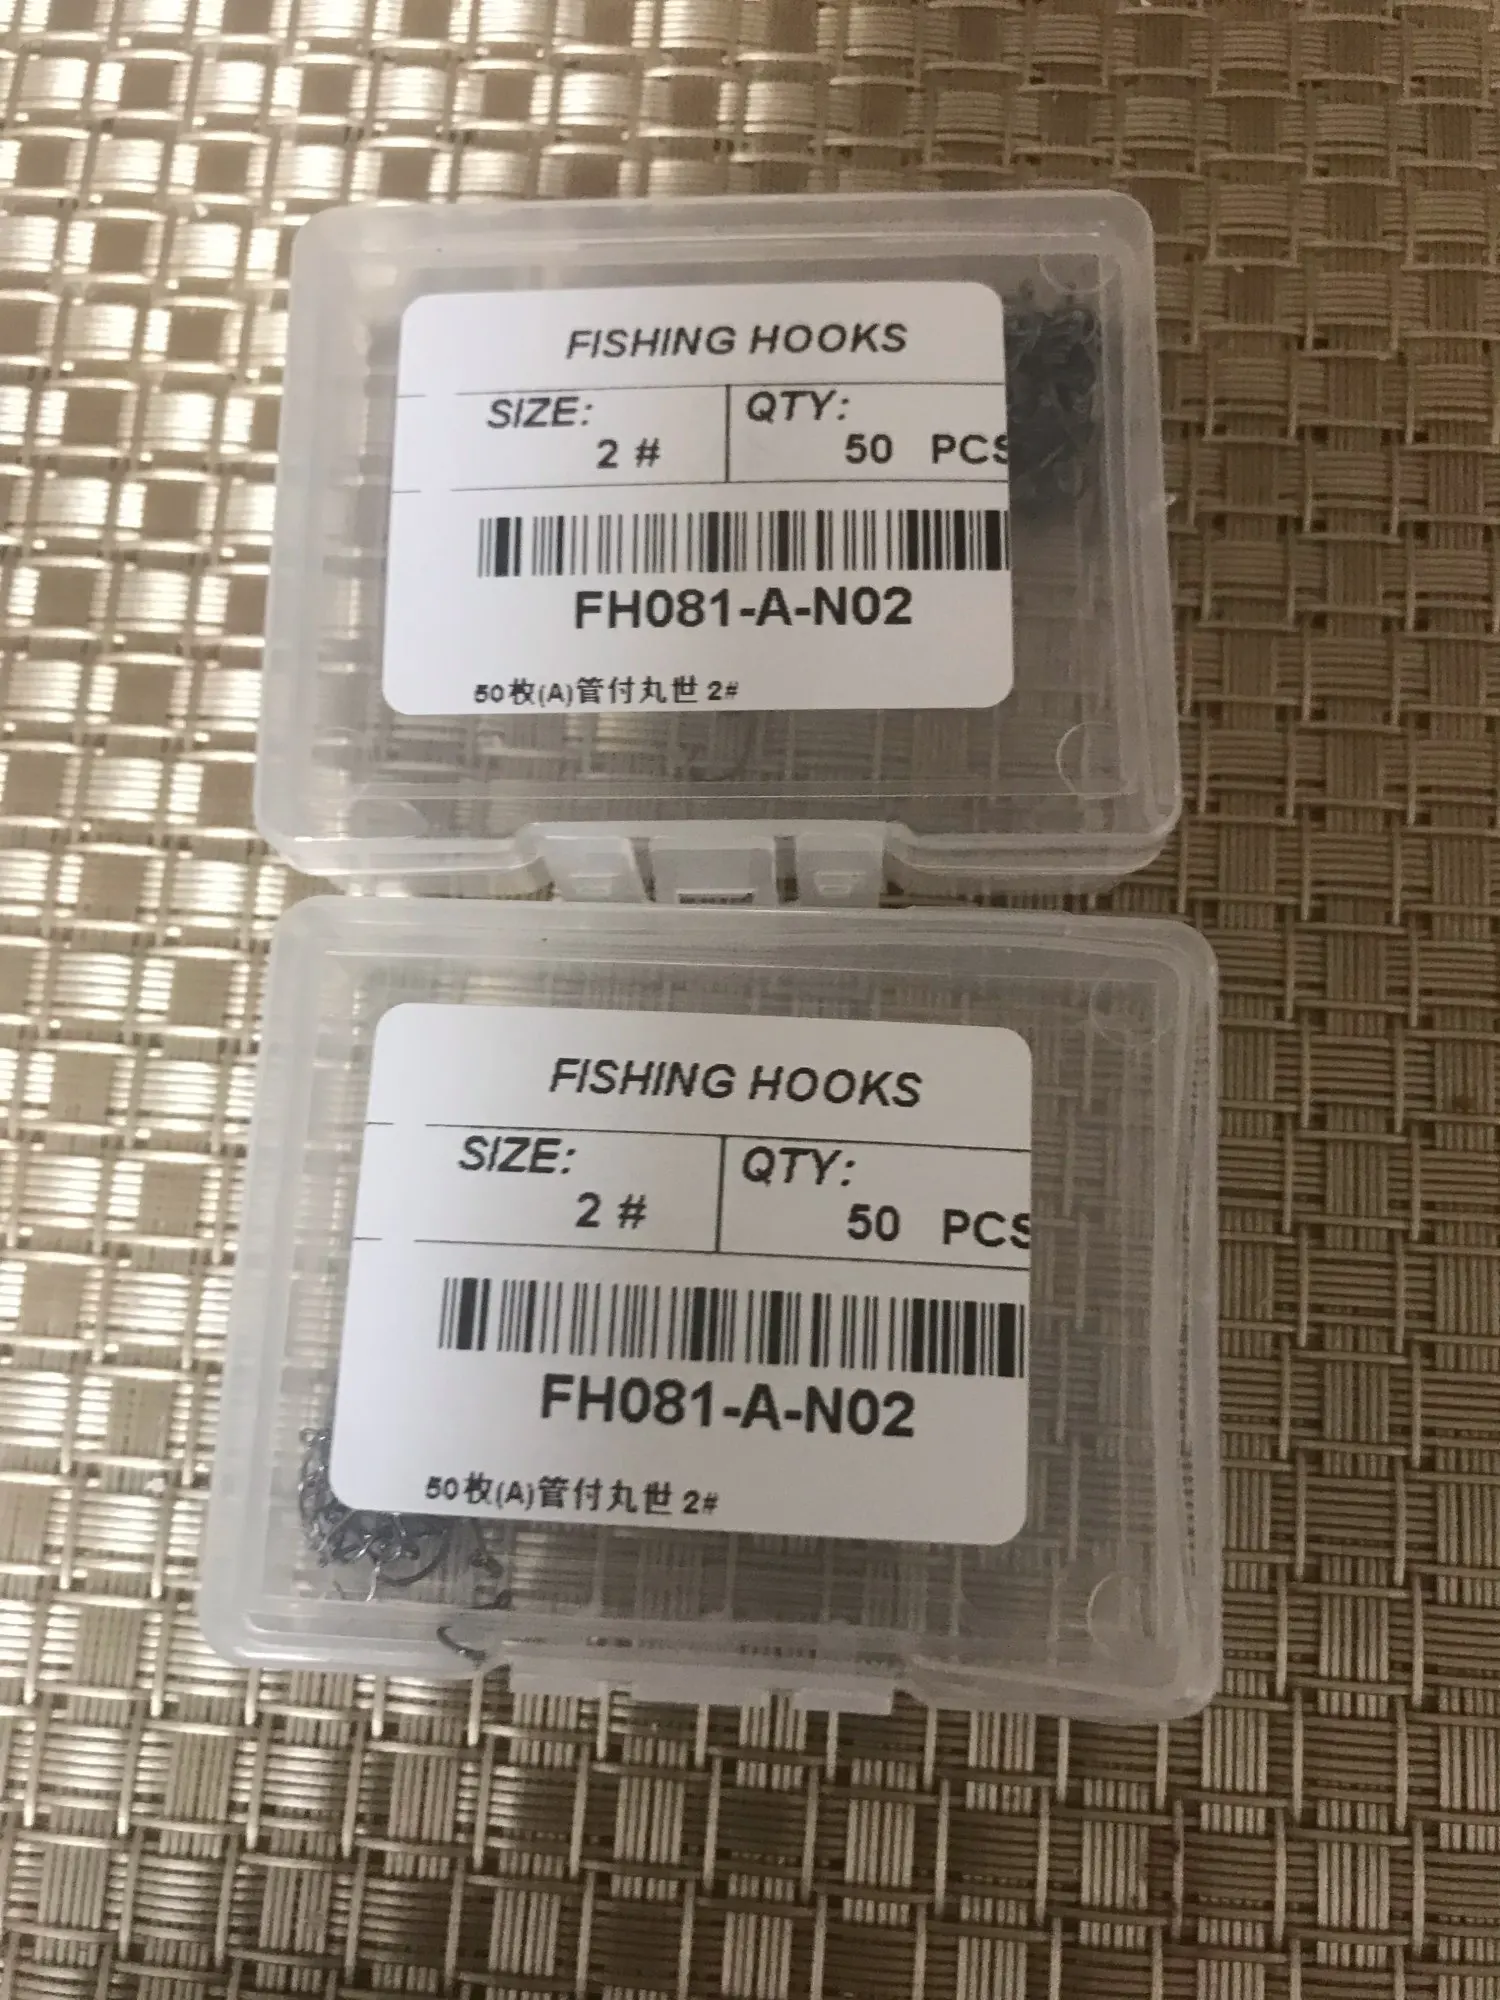 FISHING HOOKS
SIZE: QTY:
2 # 50 PCS
FH081-A-N02
50枚(A)管付丸世 2#
FISHING HOOKS
SIZE: QTY:
2 # 50 PCS
FH081-A-N02
50枚(A)管付丸世 2#